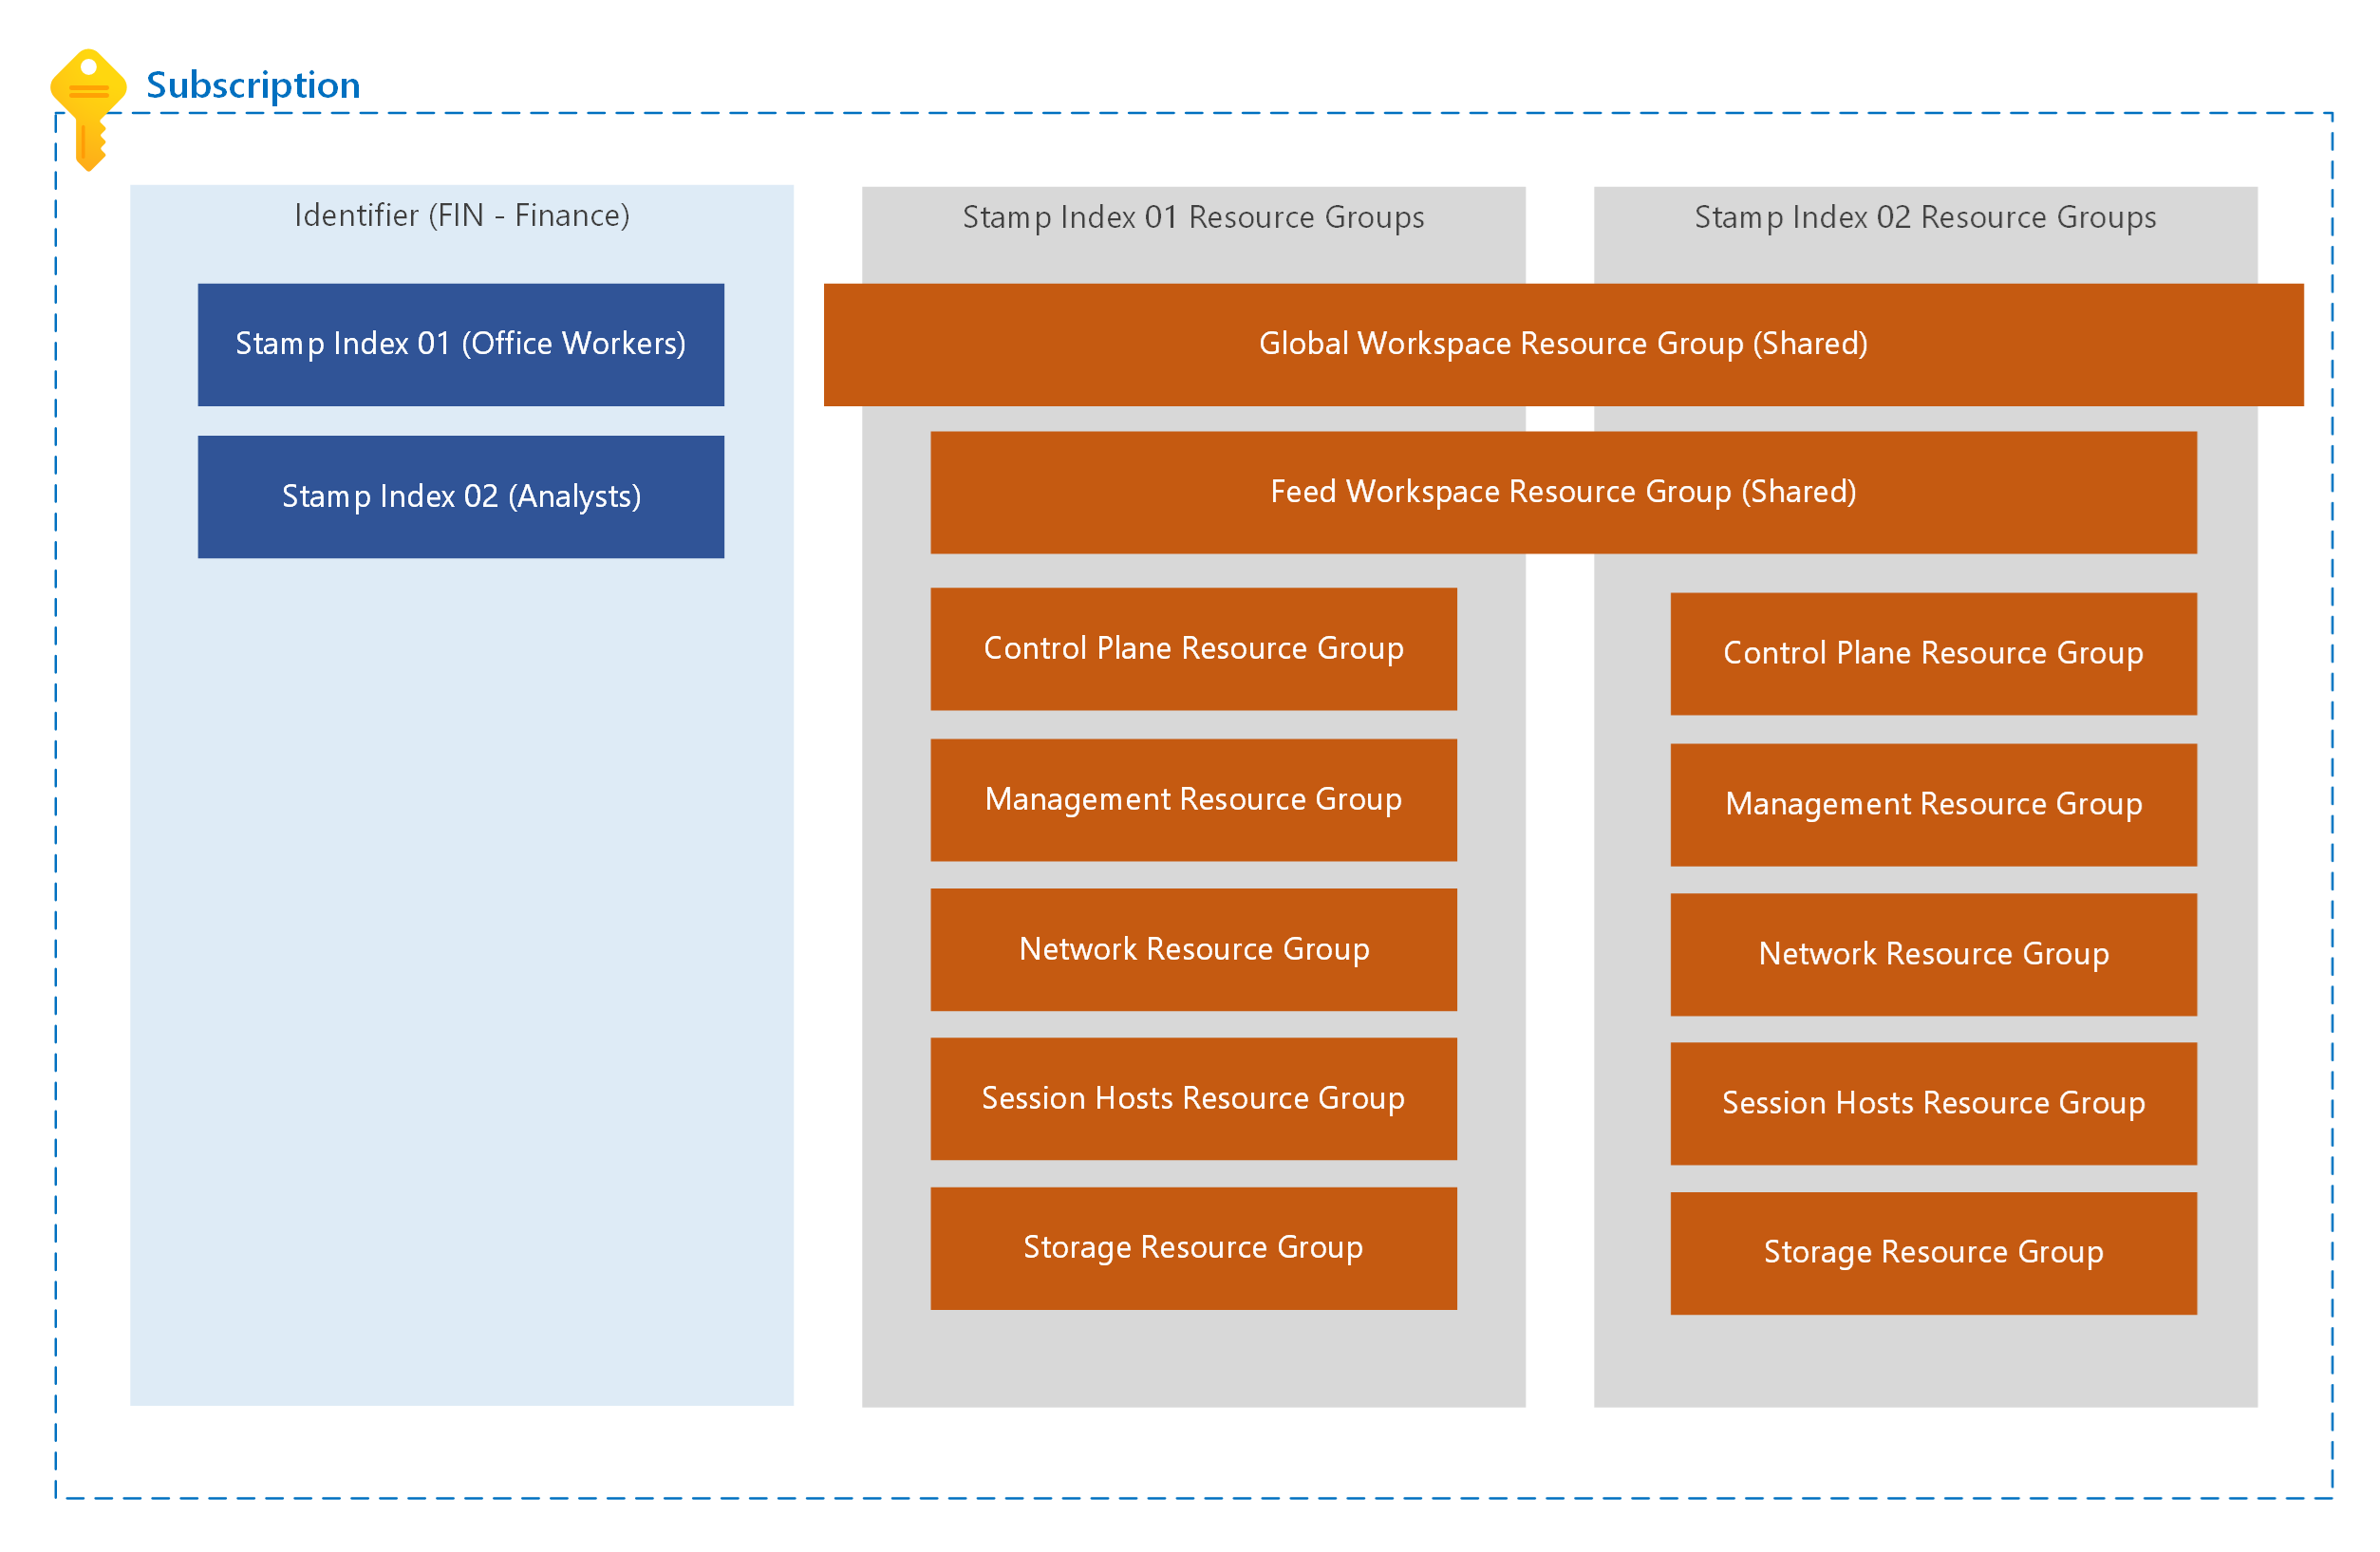 Subscription
Identifier (FIN - Finance)
Stamp Index 01 (Office Workers)
Stamp Index 02 (Analysts)
Stamp Index 01 Resource Groups
Stamp Index 02 Resource Groups
Global Workspace Resource Group (Shared)
Feed Workspace Resource Group (Shared)
Control Plane Resource Group
Management Resource Group
Network Resource Group
Session Hosts Resource Group
Storage Resource Group
Control Plane Resource Group
Management Resource Group
Network Resource Group
Session Hosts Resource Group
Storage Resource Group